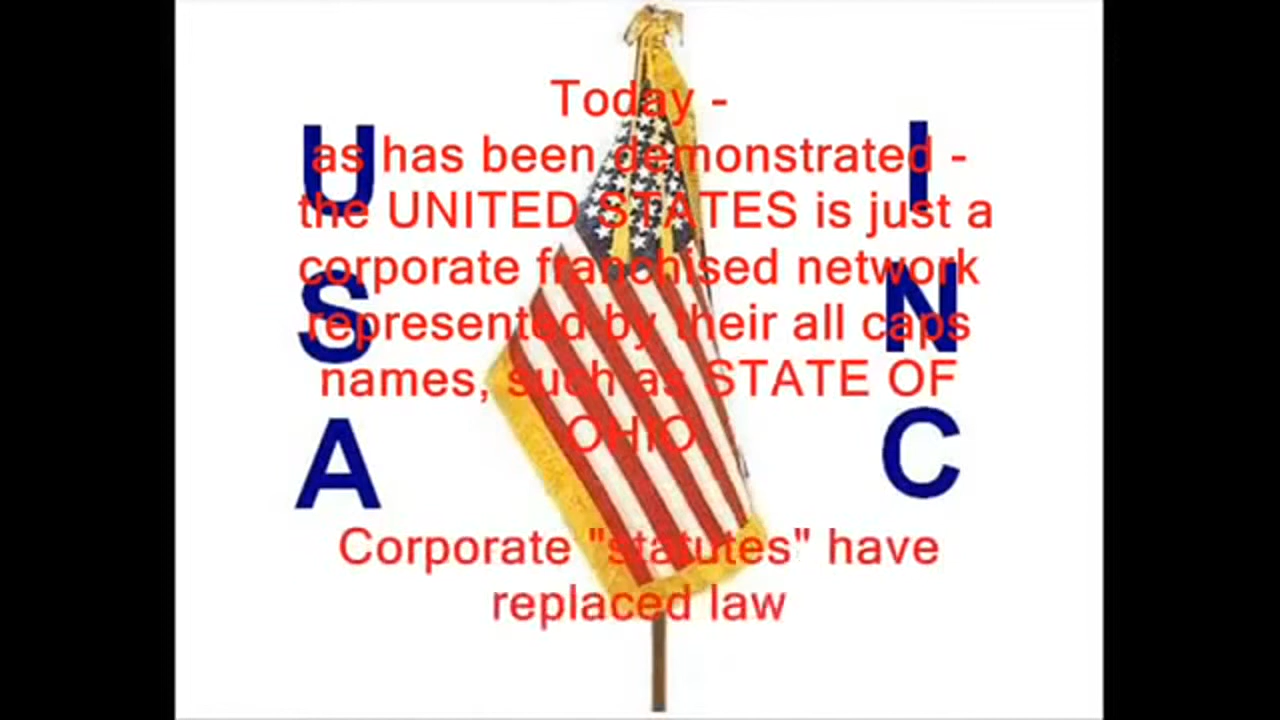 Today -
as has been demonstrated -
the UNITED STATES is just a
corporate franchised network
represented by their all caps
names, such as STATE OF
OHIO
Corporate "statutes" have
replaced law
U
S
A
I
N
C